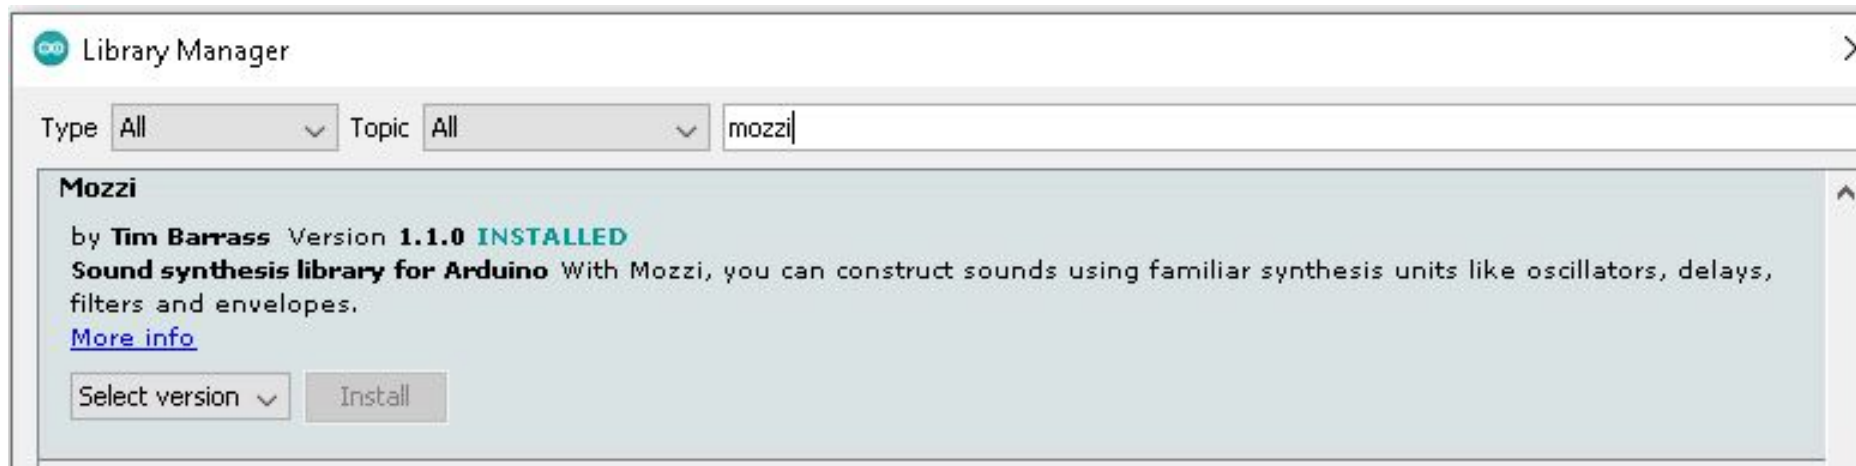 Library Manager
Type All Topic All mozzi
Mozzi
by Tim Barrass Version 1.1.0 INSTALLED
Sound synthesis library for Arduino With Mozzi, you can construct sounds using familiar synthesis units like oscillators, delays,
filters and envelopes.
More info
Select version Install